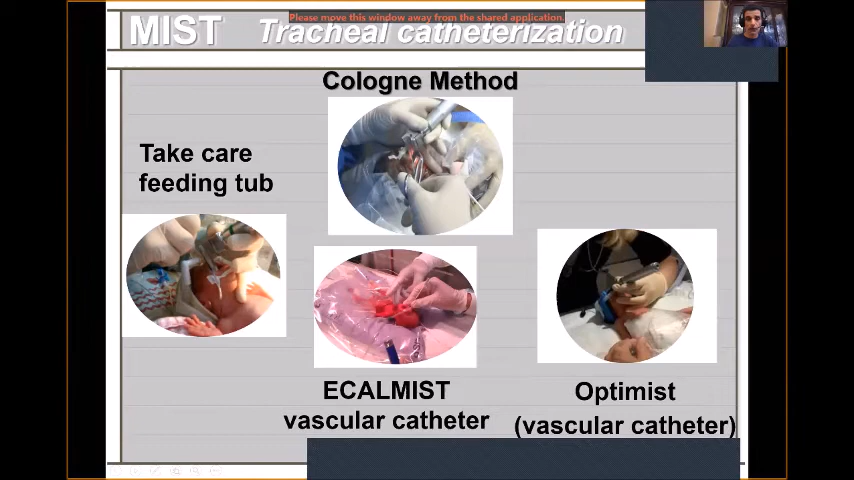 Please move this window away from the shared application.
MIST Tracheal catheterization
Cologne Method
Take care
feeding tub
ECALMIST
vascular catheter
Optimist
(vascular catheter)